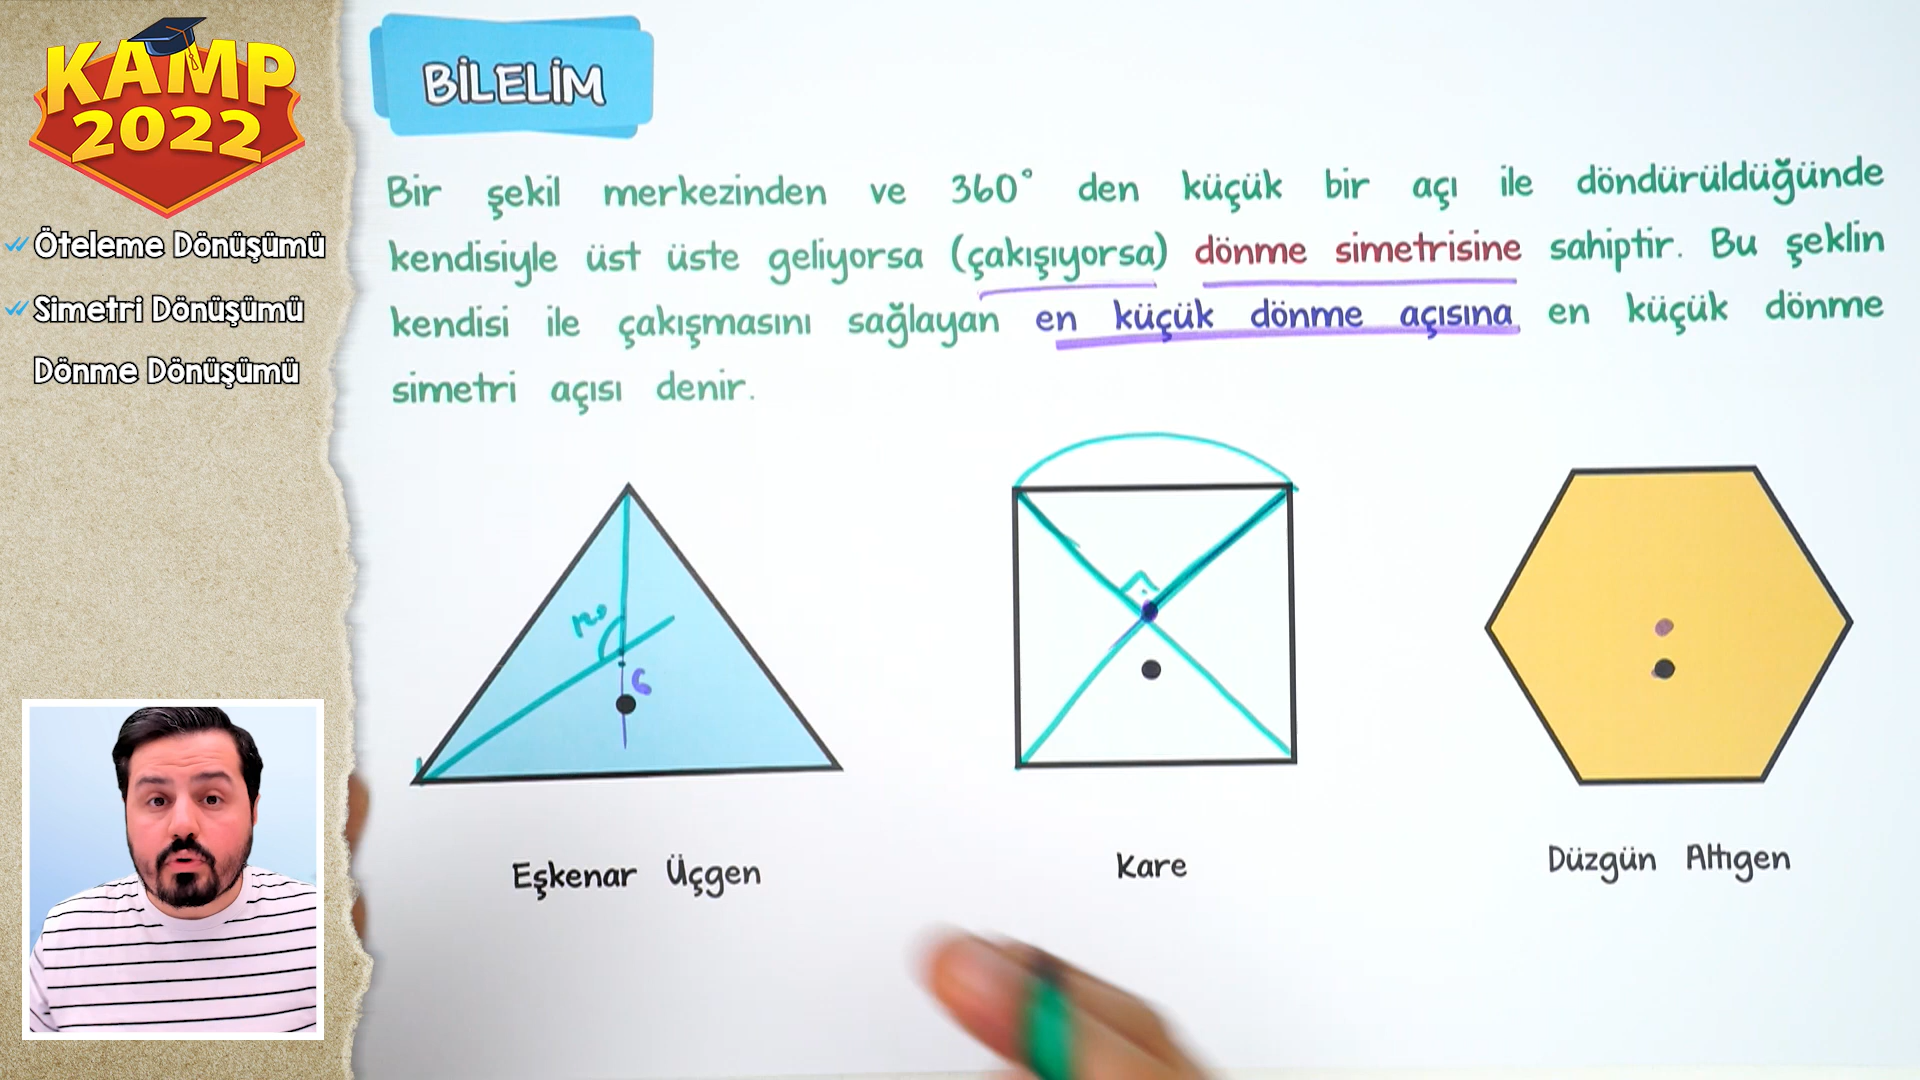 KAMP
2022
Öteleme Dönüşümü
Simetri Dönüşümü
Dönme Dönüşümü
BİLELİM
Bir şekil merkezinden ve 360° den küçük bir açı ile döndürüldüğünde
kendisiyle üst üste geliyorsa (çakışıyorsa) dönme simetrisine sahiptir. Bu şeklin
kendisi ile çakışmasını sağlayan en küçük dönme açısına en küçük dönme
simetri açısı denir.
120
G
Eşkenar Üçgen
Kare
Düzgün Altıgen